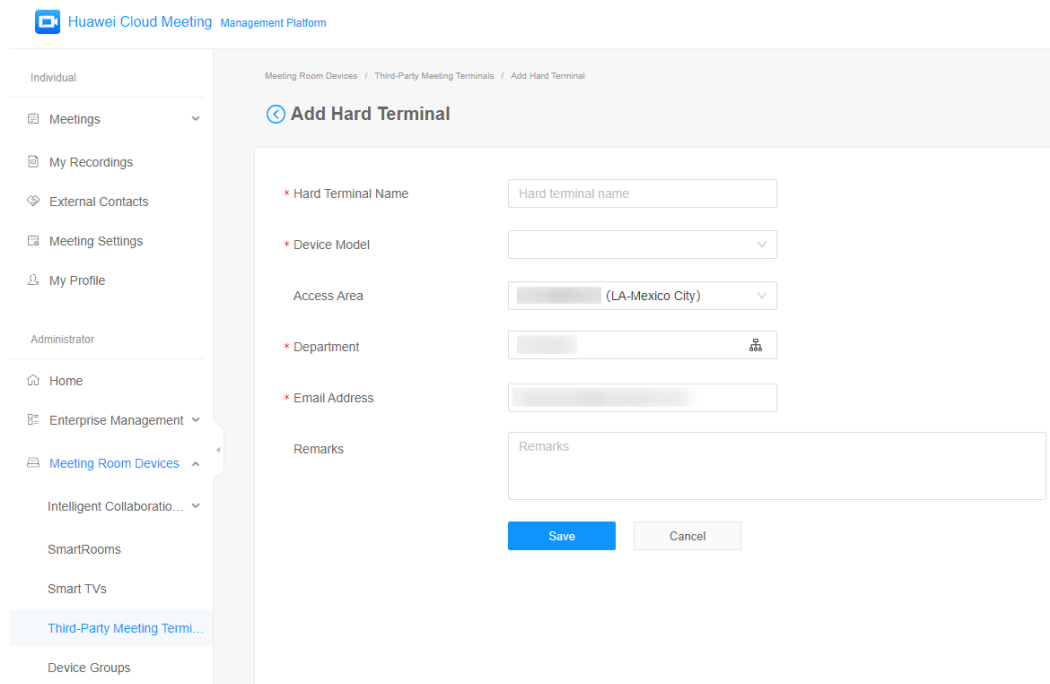 Huawei Cloud Meeting Management Platform
Individual
Meetings
My Recordings
External Contacts
Meeting Settings
My Profile
Administrator
Home
Enterprise Management
Meeting Room Devices
Intelligent Collaboratio...
SmartRooms
Smart TVs
Third-Party Meeting Termi...
Device Groups
Meeting Room Devices / Third-Party Meeting Terminals / Add Hard Terminal
Add Hard Terminal
* Hard Terminal Name
Hard terminal name
* Device Model
Access Area
(LA-Mexico City)
* Department
* Email Address
Remarks
Remarks
Save
Cancel